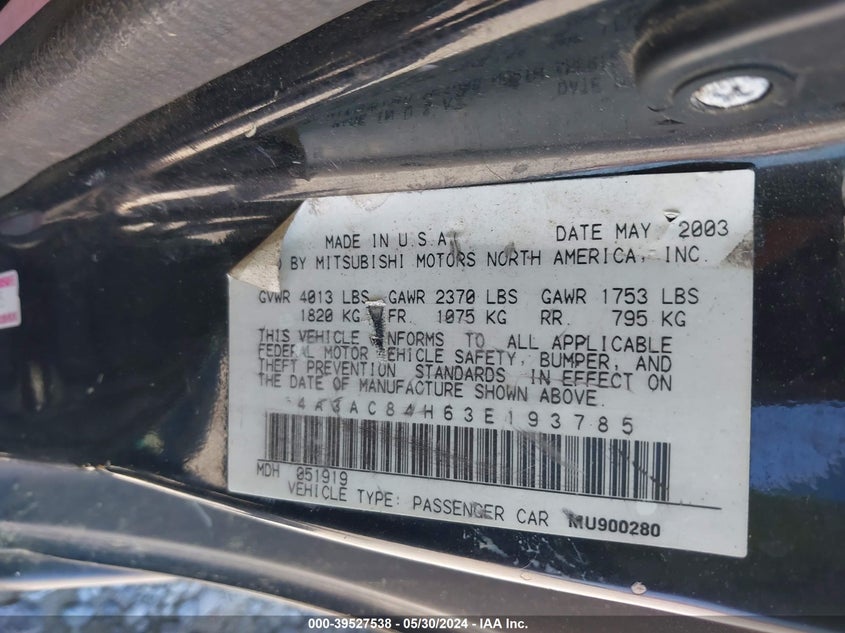 MADE IN U.S.A. DATE MAY 2003
BY MITSUBISHI MOTORS NORTH AMERICA, INC.
GVWR 4013 LBS GAWR 2370 LBS GAWR 1753 LBS
1820 KG FR 1075 KG RR 795 KG
THIS VEHICLE NFORMS TO ALL APPLICABLE
FEDERAL MOTOR VEHICLE SAFETY, BUMPER, AND
THEFT PREVENTION STANDARDS IN EFFECT ON
THE DATE OF MANUFACTURE SHOWN ABOVE.
4A3AC84H63E193785
MDH 051919
VEHICLE TYPE: PASSENGER CAR MU900280
000-39527538 - 05/30/2024 - IAA Inc.